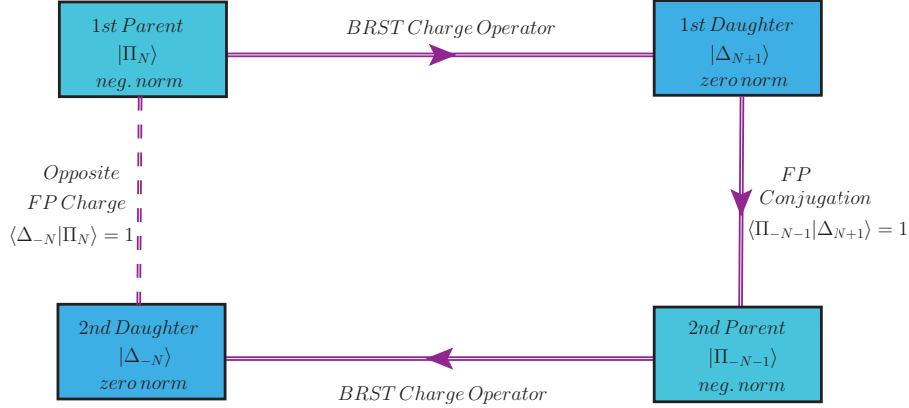 1st Parent
|Π_N⟩
neg. norm
BRST Charge Operator
1st Daughter
|Δ_{N+1}⟩
zero norm
Opposite
FP Charge
⟨Δ_{-N}|Π_N⟩ = 1
FP
Conjugation
⟨Π_{-N-1}|Δ_{N+1}⟩ = 1
2nd Daughter
|Δ_{-N}⟩
zero norm
BRST Charge Operator
2nd Parent
|Π_{-N-1}⟩
neg. norm